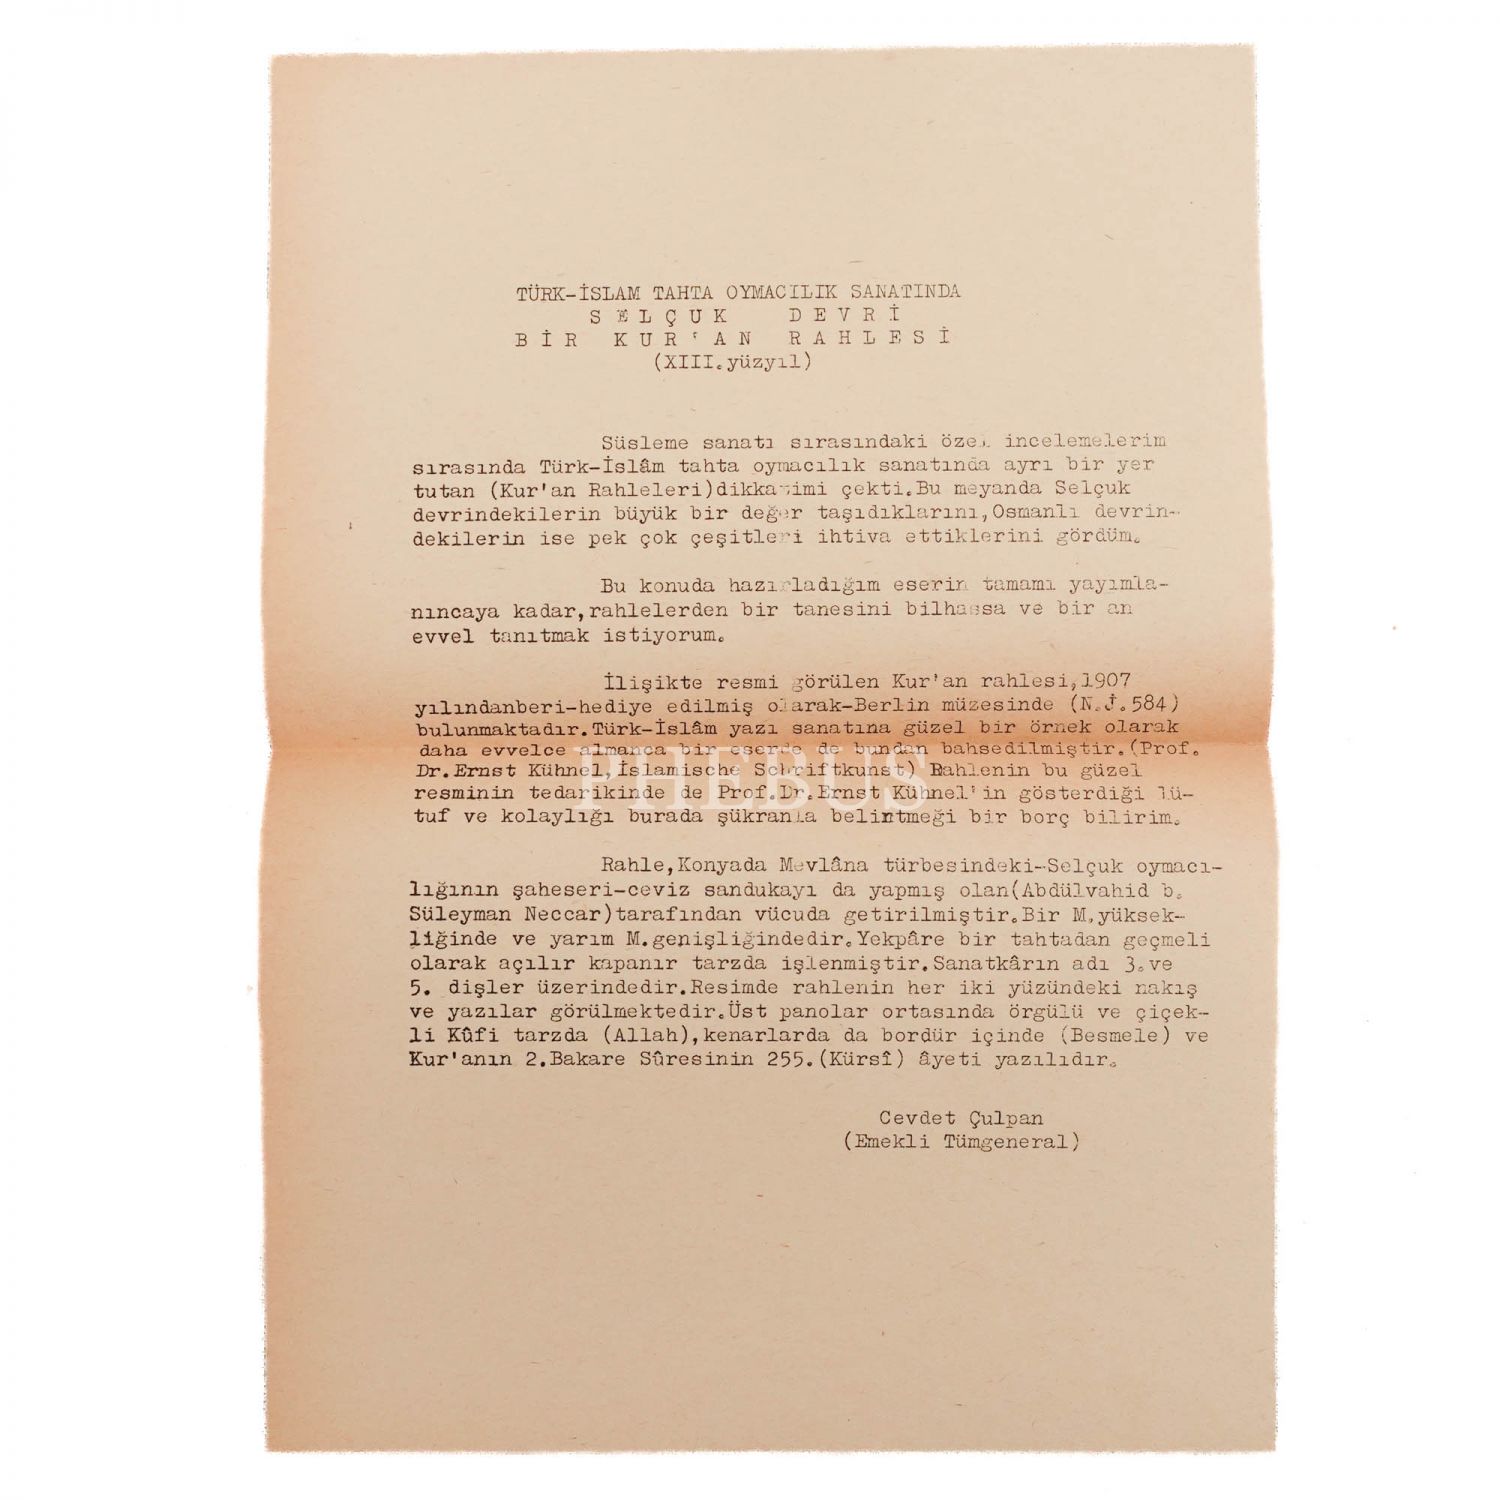 TÜRK-İSLAM TAHTA OYMACILIK SANATINDA
S E L Ç U K   D E V R İ
B İ R   K U R ' A N   R A H L E S İ
(XIII.yüzyıl)
Süsleme sanatı sırasındaki özel incelemelerim
sırasında Türk-İslâm tahta oymacılık sanatında ayrı bir yer
tutan (Kur'an Rahleleri)dikkatimi çekti.Bu meyanda Selçuk
devrindekilerin büyük bir değer taşıdıklarını,Osmanlı devrin-
dekilerin ise pek çok çeşitleri ihtiva ettiklerini gördüm.
Bu konuda hazırladığım eserin tamamı yayımla-
nıncaya kadar,rahlelerden bir tanesini bilhassa ve bir an
evvel tanıtmak istiyorum.
İlişikte resmi görülen Kur'an rahlesi,1907
yılındanberi-hediye edilmiş olarak-Berlin müzesinde (N.J.584)
bulunmaktadır.Türk-İslâm yazı sanatına güzel bir örnek olarak
daha evvelce almanca bir eserde de bundan bahsedilmiştir.(Prof.
Dr.Ernst Kühnel,İslamische Schriftkunst) Rahlenin bu güzel
resminin tedarikinde de Prof.Dr.Ernst Kühnel'in gösterdiği lü-
tuf ve kolaylığı burada şükranla belintmeği bir borç bilirim.
PHEBUS
Rahle,Konyada Mevlâna türbesindeki-Selçuk oymacı-
lığının şaheseri-ceviz sandukayı da yapmış olan(Abdülvahid b.
Süleyman Neccar)tarafından vücuda getirilmiştir.Bir M,yüksek-
liğinde ve yarım M.genişliğindedir.Yekpâre bir tahtadan geçmeli
olarak açılır kapanır tarzda işlenmiştir.Sanatkârın adı 3.ve
5. dişler üzerindedir.Resimde rahlenin her iki yüzündeki nakış
ve yazılar görülmektedir.Üst panolar ortasında örgülü ve çiçek-
li Kûfi tarzda (Allah),kenarlarda da bordür içinde (Besmele) ve
Kur'anın 2.Bakare Sûresinin 255.(Kürsî) âyeti yazılıdır.
Cevdet Çulpan
(Emekli Tümgeneral)